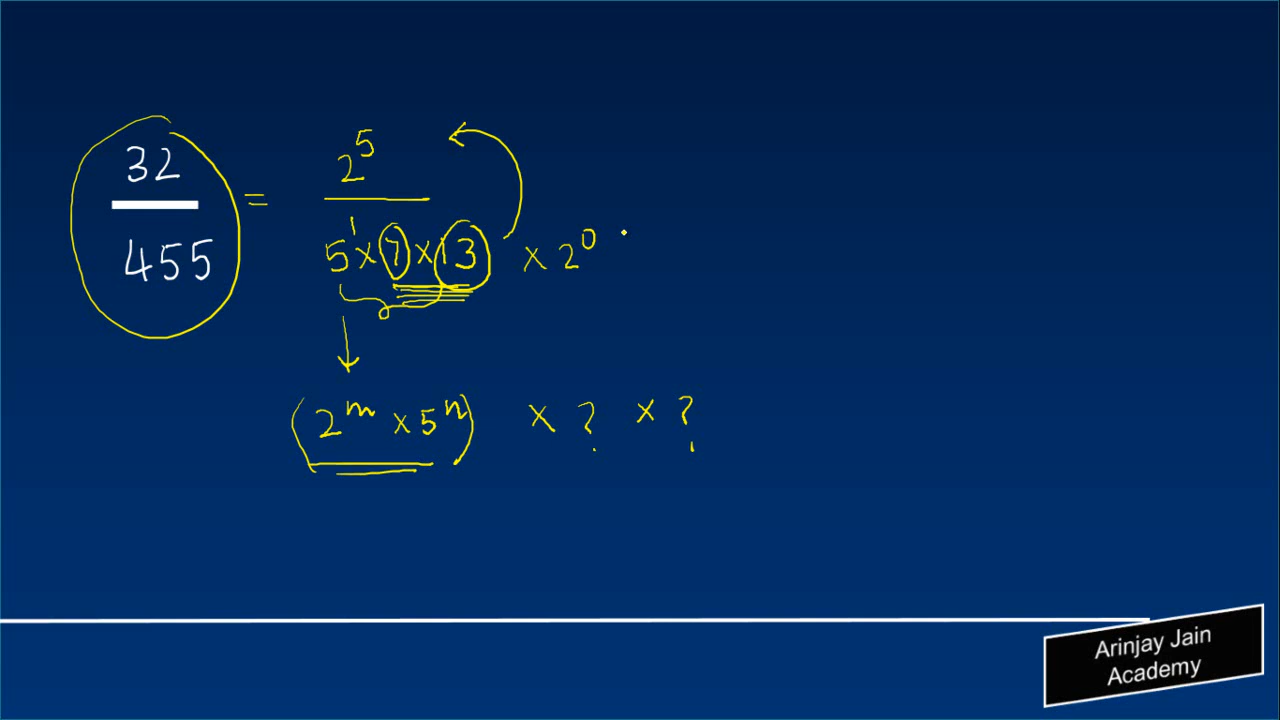 32 = 2^5
455 5^1 × 7 × 13 × 2^0
(2^m × 5^n) × ? × ?
Arinjay Jain
Academy